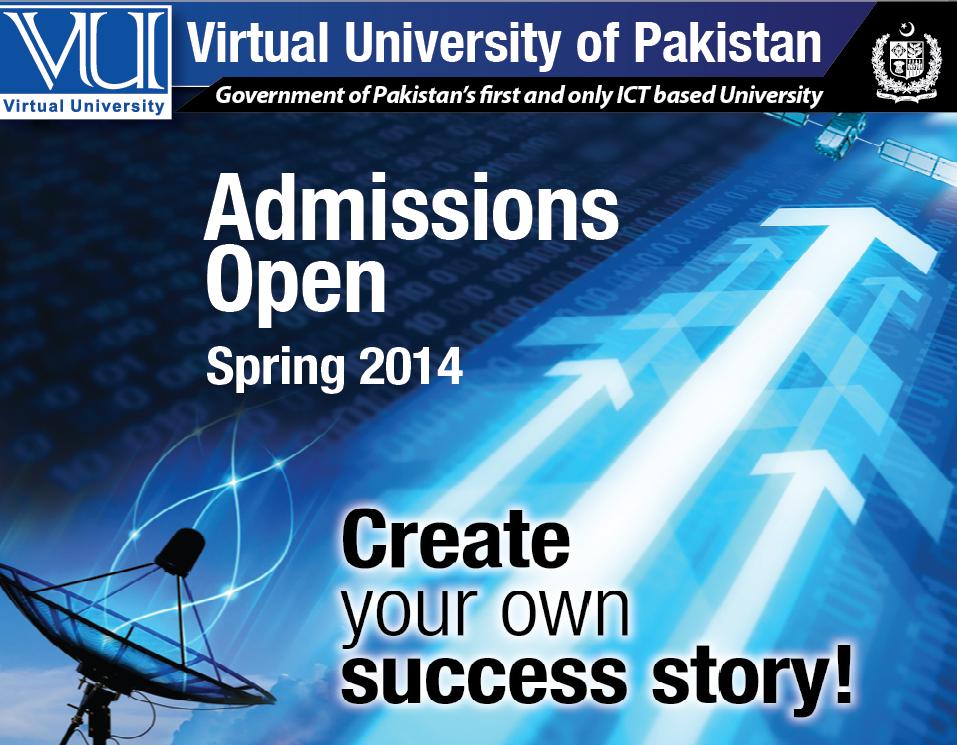 VU
Virtual University
Virtual University of Pakistan
Government of Pakistan's first and only ICT based University
Admissions
Open
Spring 2014
Create
your own
success story!